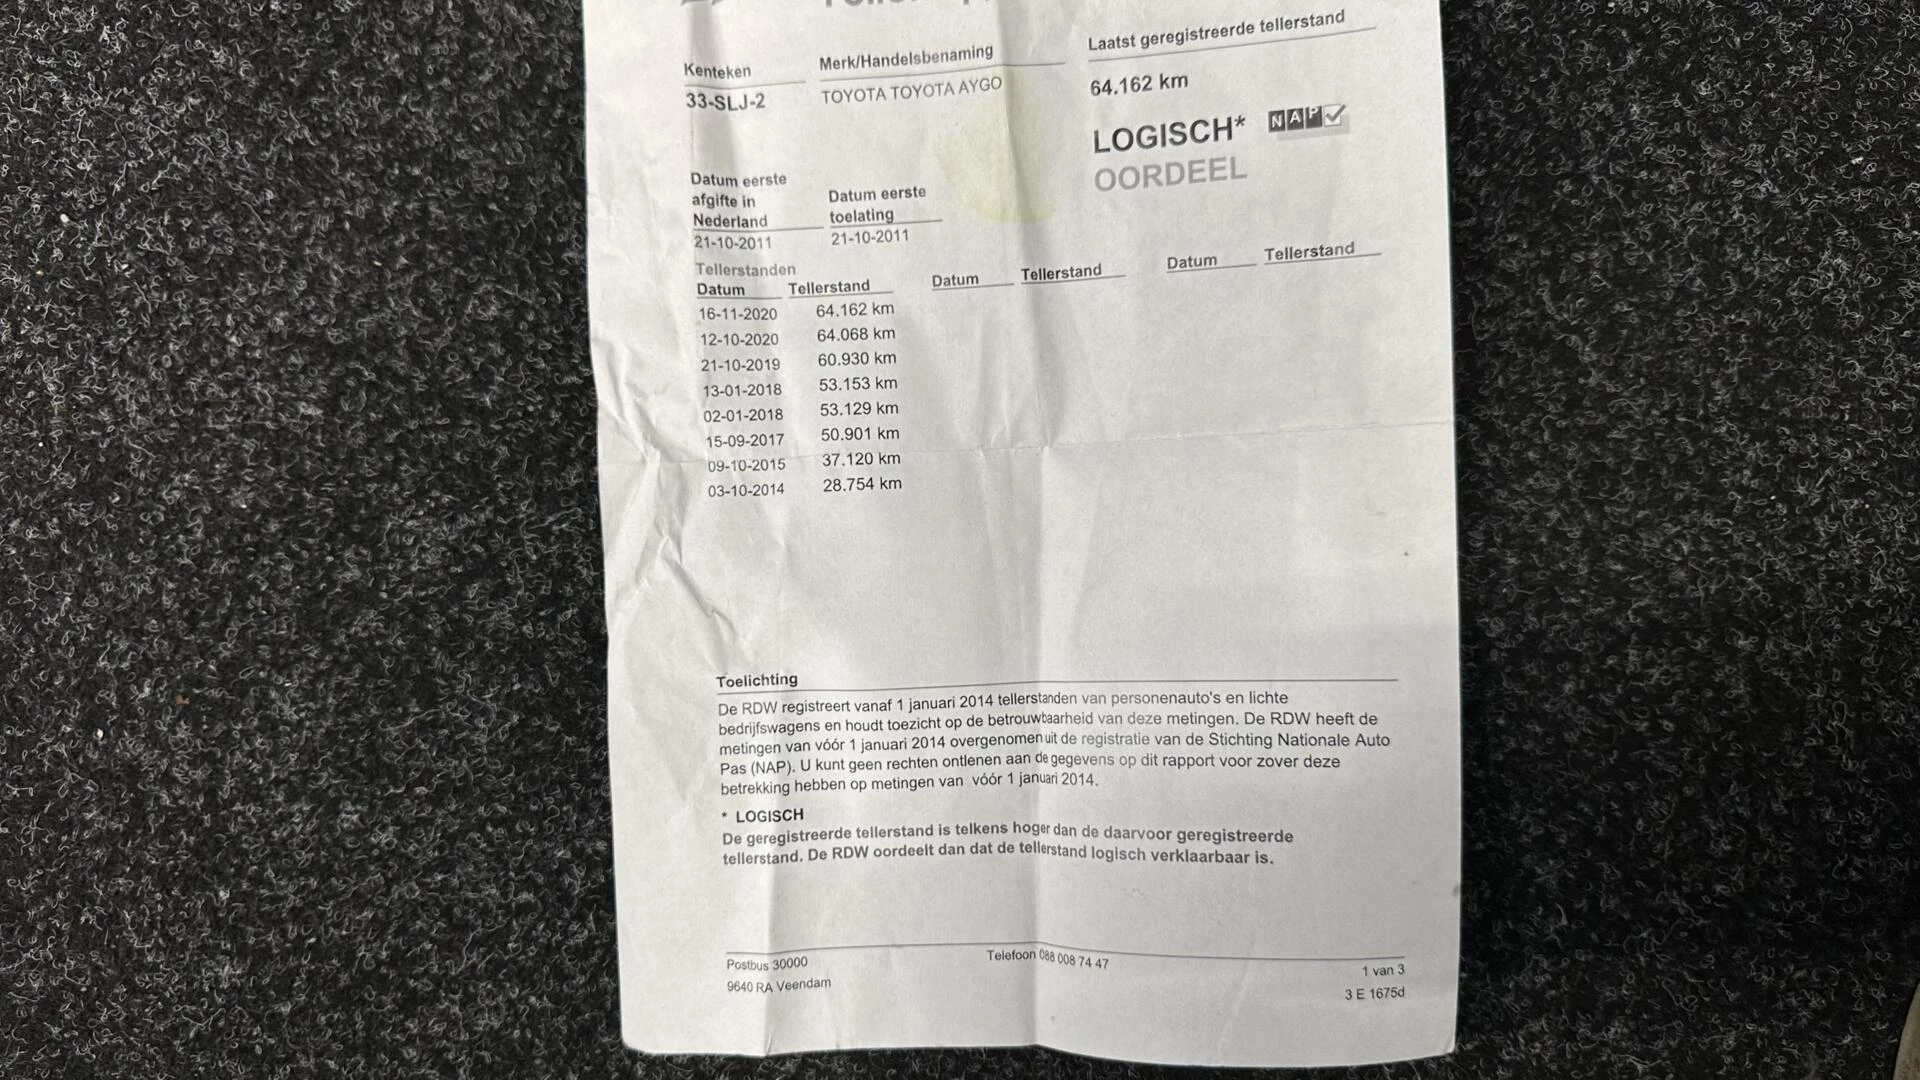 Kenteken
33-SLJ-2
Merk/Handelsbenaming
TOYOTA TOYOTA AYGO
Laatst geregistreerde tellerstand
64.162 km
LOGISCH*
NAP
OORDEEL
Datum eerste
afgifte in
Nederland
21-10-2011
Datum eerste
toelating
21-10-2011
Tellerstanden
Datum Tellerstand Datum Tellerstand Datum Tellerstand
16-11-2020 64.162 km
12-10-2020 64.068 km
21-10-2019 60.930 km
13-01-2018 53.153 km
02-01-2018 53.129 km
15-09-2017 50.901 km
09-10-2015 37.120 km
03-10-2014 28.754 km
Toelichting
De RDW registreert vanaf 1 januari 2014 tellerstanden van personenauto's en lichte
bedrijfswagens en houdt toezicht op de betrouwbaarheid van deze metingen. De RDW heeft de
metingen van vóór 1 januari 2014 overgenomen uit de registratie van de Stichting Nationale Auto
Pas (NAP). U kunt geen rechten ontlenen aan de gegevens op dit rapport voor zover deze
betrekking hebben op metingen van vóór 1 januari 2014.
* LOGISCH
De geregistreerde tellerstand is telkens hoger dan de daarvoor geregistreerde
tellerstand. De RDW oordeelt dan dat de tellerstand logisch verklaarbaar is.
Postbus 30000
9640 RA Veendam
Telefoon 088 008 74 47
1 van 3
3 E 1675d